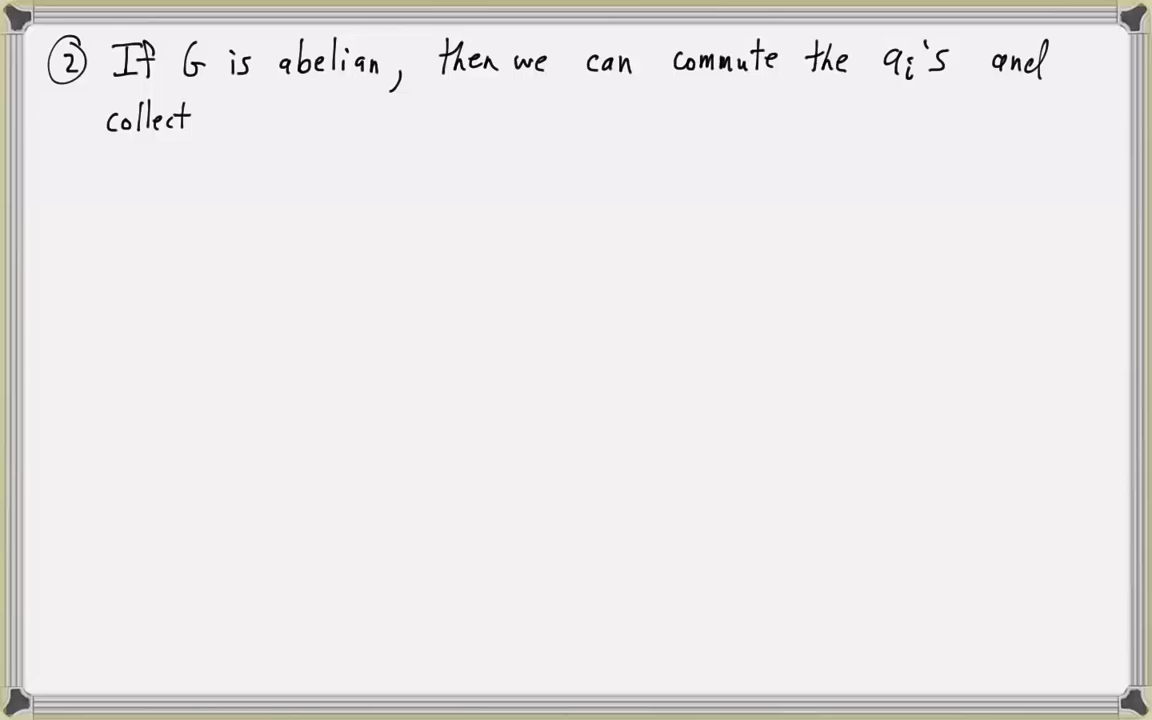 ② If G is abelian, then we can commute the aᵢ's and
collect